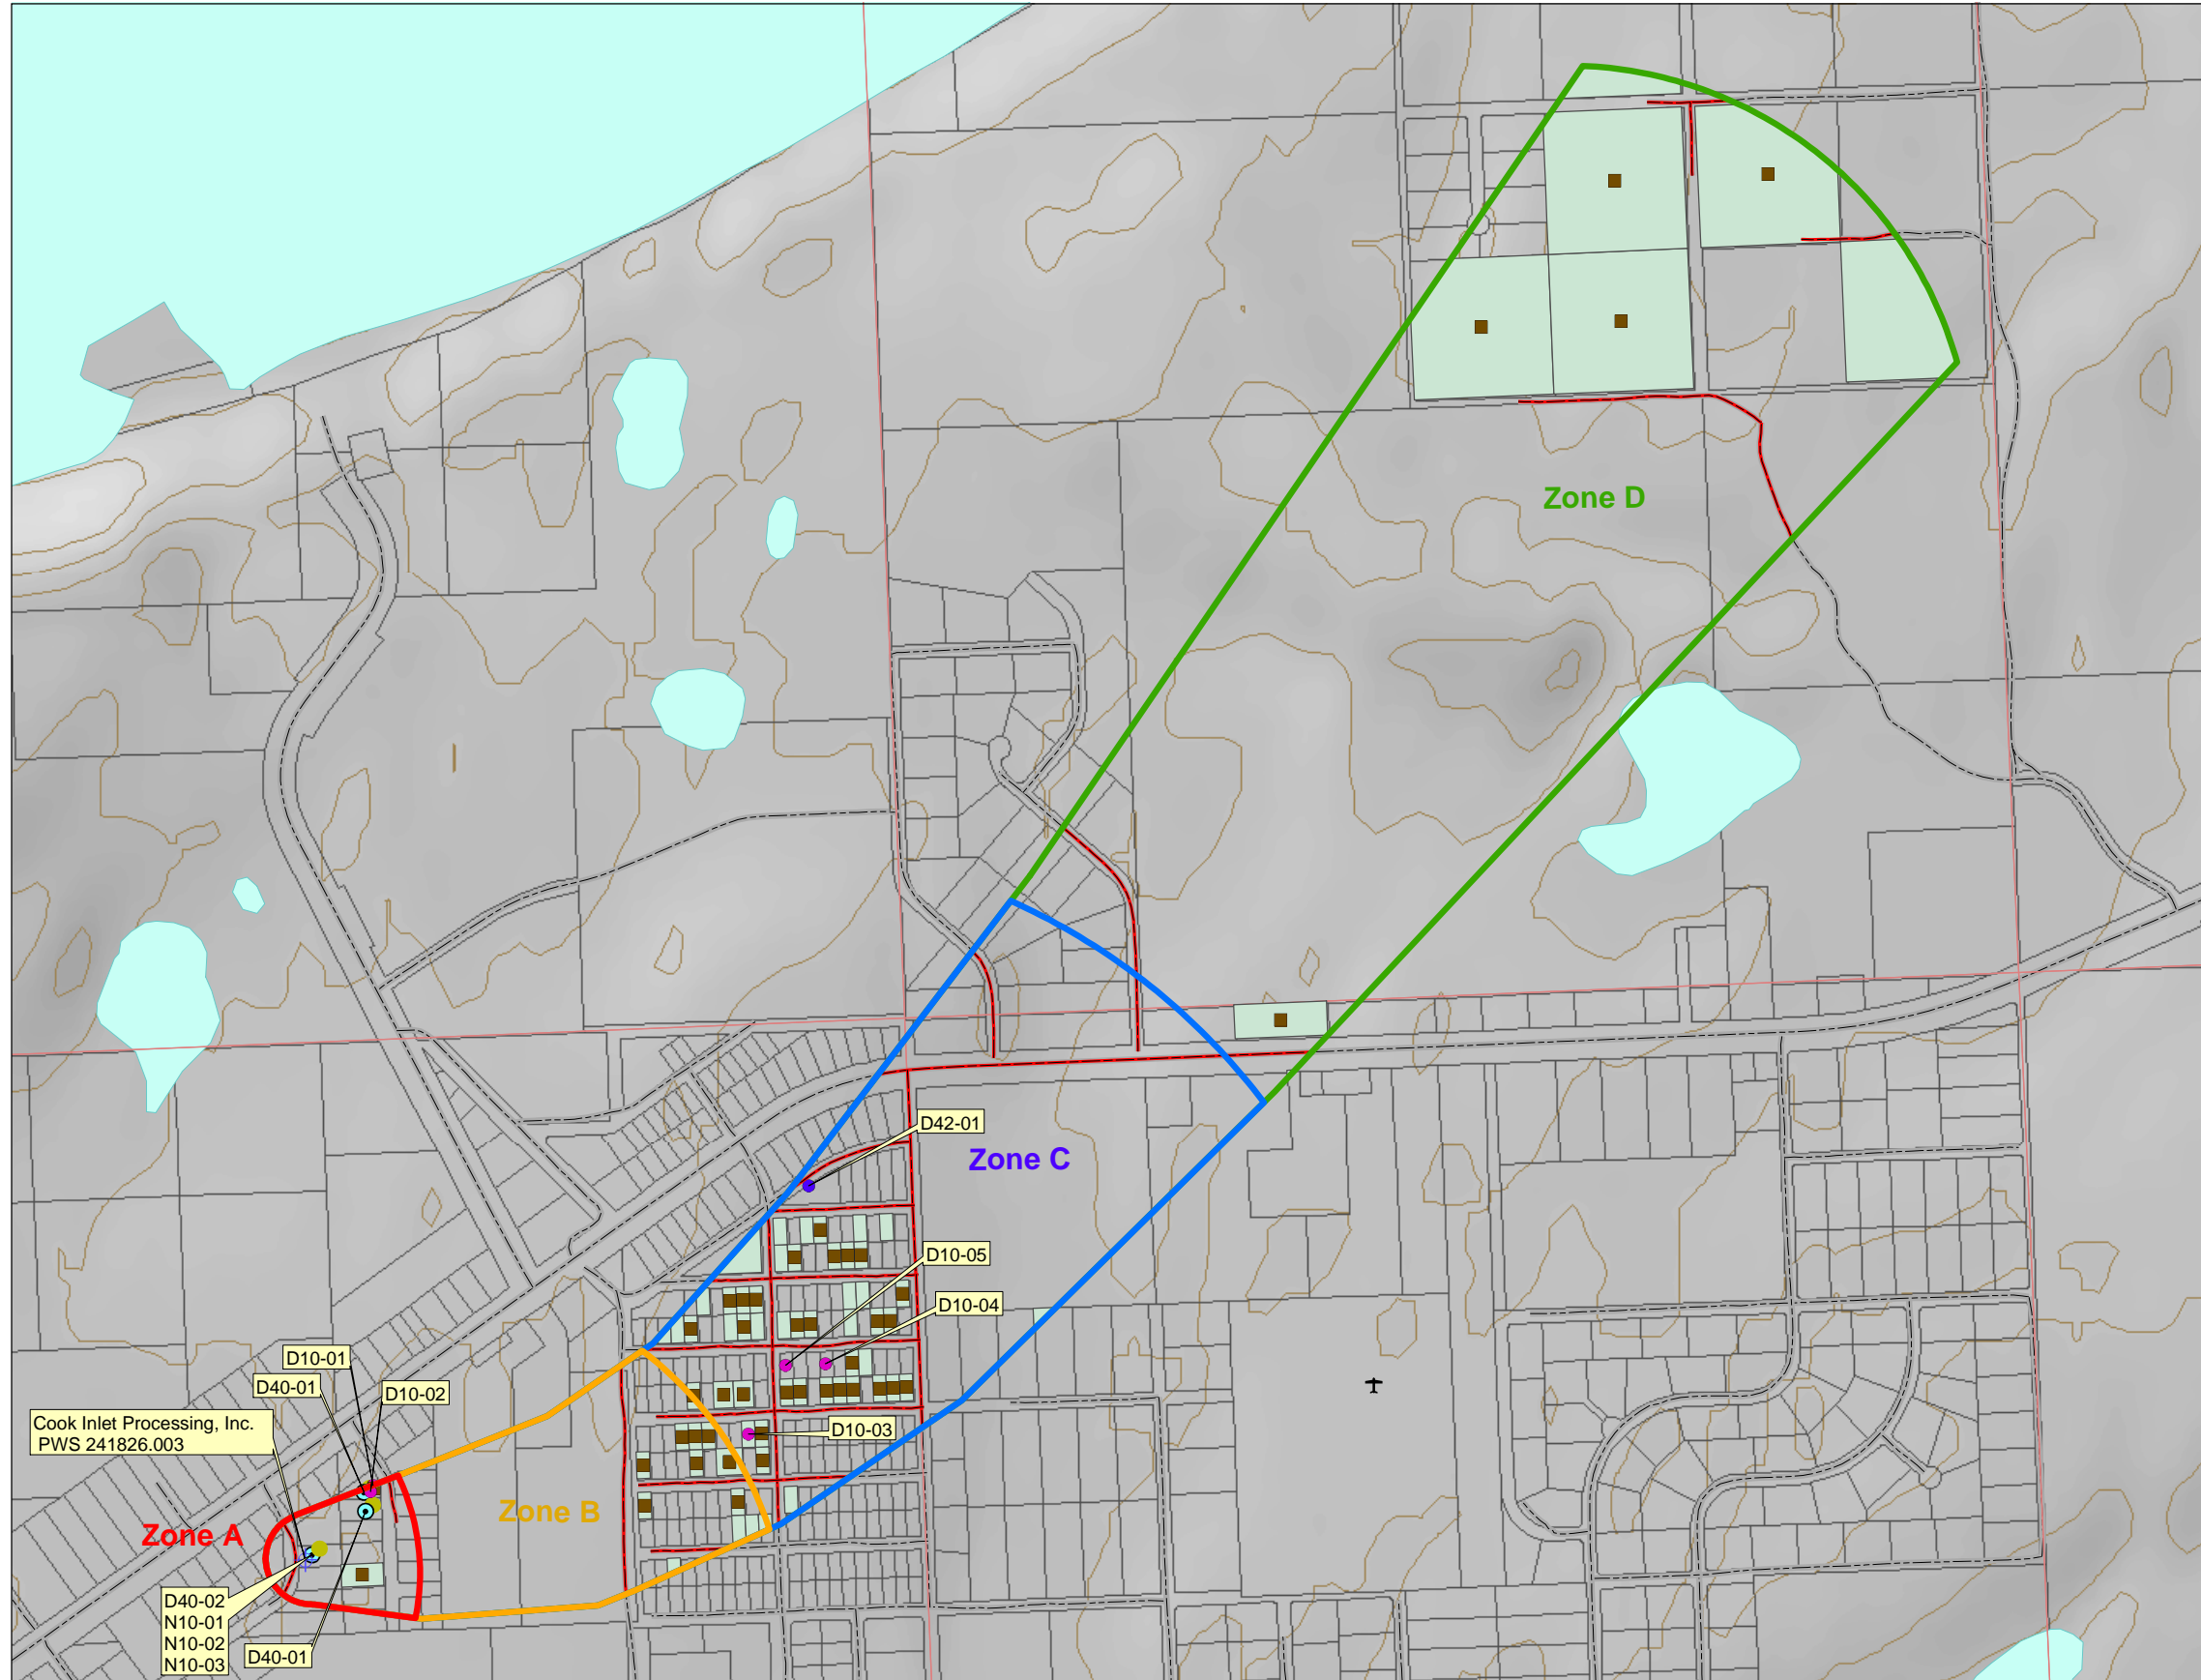 Zone D
D42-01
Zone C
D10-05
D10-04
D10-01
D40-01
D10-02
Cook Inlet Processing, Inc.
PWS 241826.003
D10-03
Zone B
Zone A
D40-02
N10-01
N10-02
N10-03
D40-01